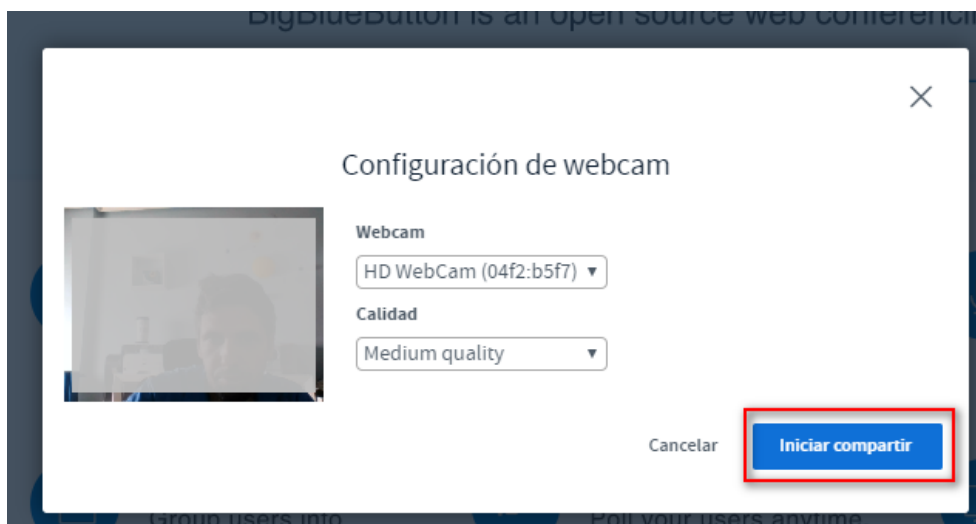 BigBlueButton is an open source web conferenci
Configuración de webcam
Webcam
HD WebCam (04f2:b5f7)
Calidad
Medium quality
Cancelar
Iniciar compartir
Group users into
Poll your users anytime